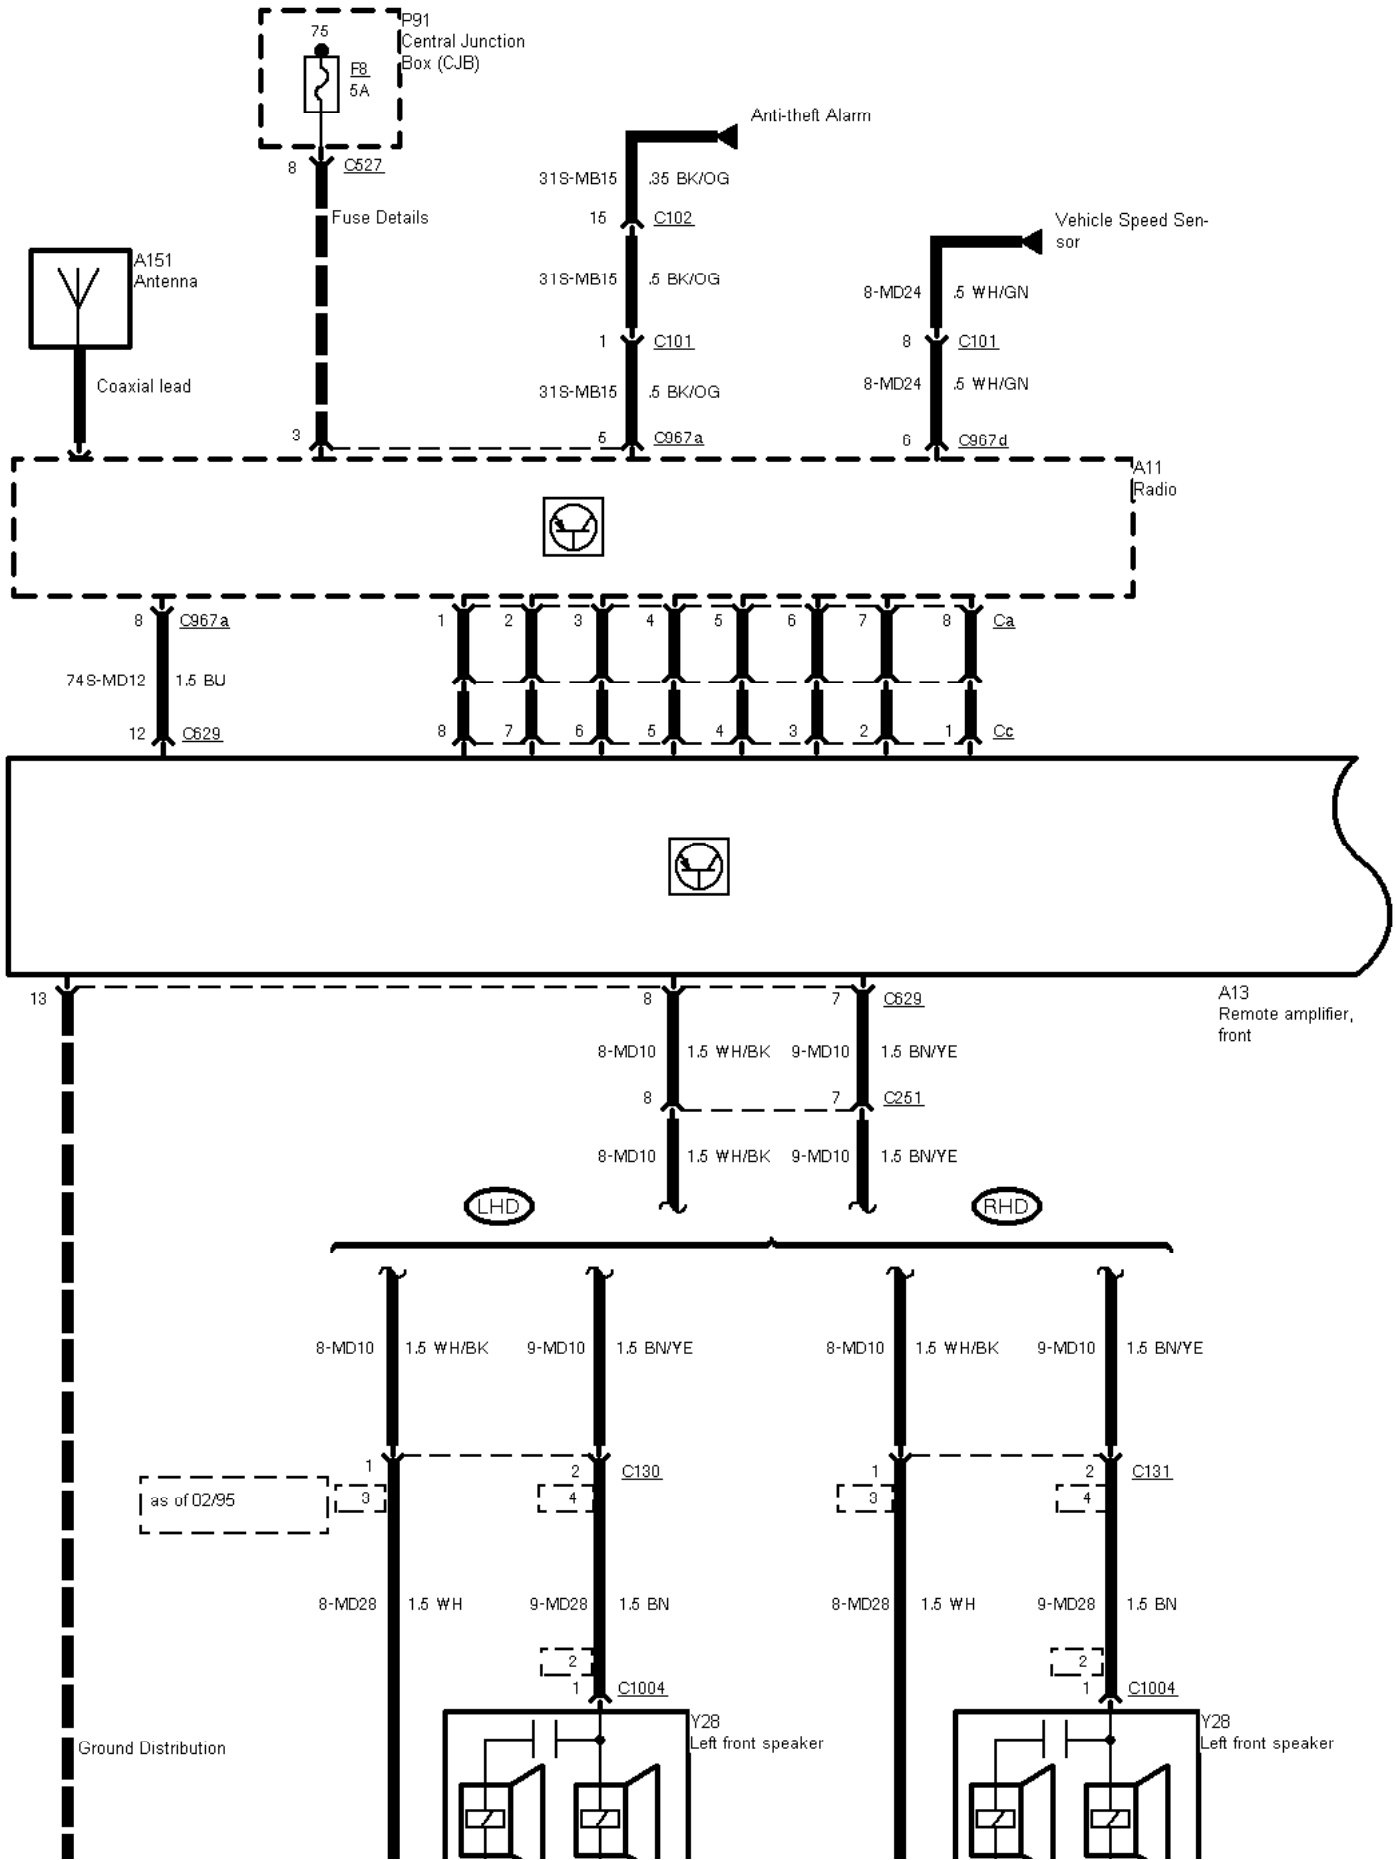 75
P91
Central Junction
Box (CJB)
F8
5A
8 C527
Fuse Details
Anti-theft Alarm
31S-MB15 .35 BK/OG
15 C102
31S-MB15 .5 BK/OG
1 C101
31S-MB15 .5 BK/OG
Vehicle Speed Sen-
sor
8-MD24 .5 WH/GN
8 C101
8-MD24 .5 WH/GN
A151
Antenna
Coaxial lead
3 5 C967a 6 C967d
A11
Radio
8 C967a 1 2 3 4 5 6 7 8 Ca
74S-MD12 1.5 BU
12 C629 8 7 6 5 4 3 2 1 Cc
13 8 7 C629
A13
Remote amplifier,
front
8-MD10 1.5 WH/BK 9-MD10 1.5 BN/YE
8 7 C251
8-MD10 1.5 WH/BK 9-MD10 1.5 BN/YE
LHD RHD
8-MD10 1.5 WH/BK 9-MD10 1.5 BN/YE 8-MD10 1.5 WH/BK 9-MD10 1.5 BN/YE
1 2 C130 1 2 C131
as of 02/95 3 4 3 4
8-MD28 1.5 WH 9-MD28 1.5 BN 8-MD28 1.5 WH 9-MD28 1.5 BN
2 2
1 C1004 1 C1004
Y28 Y28
Left front speaker Left front speaker
Ground Distribution